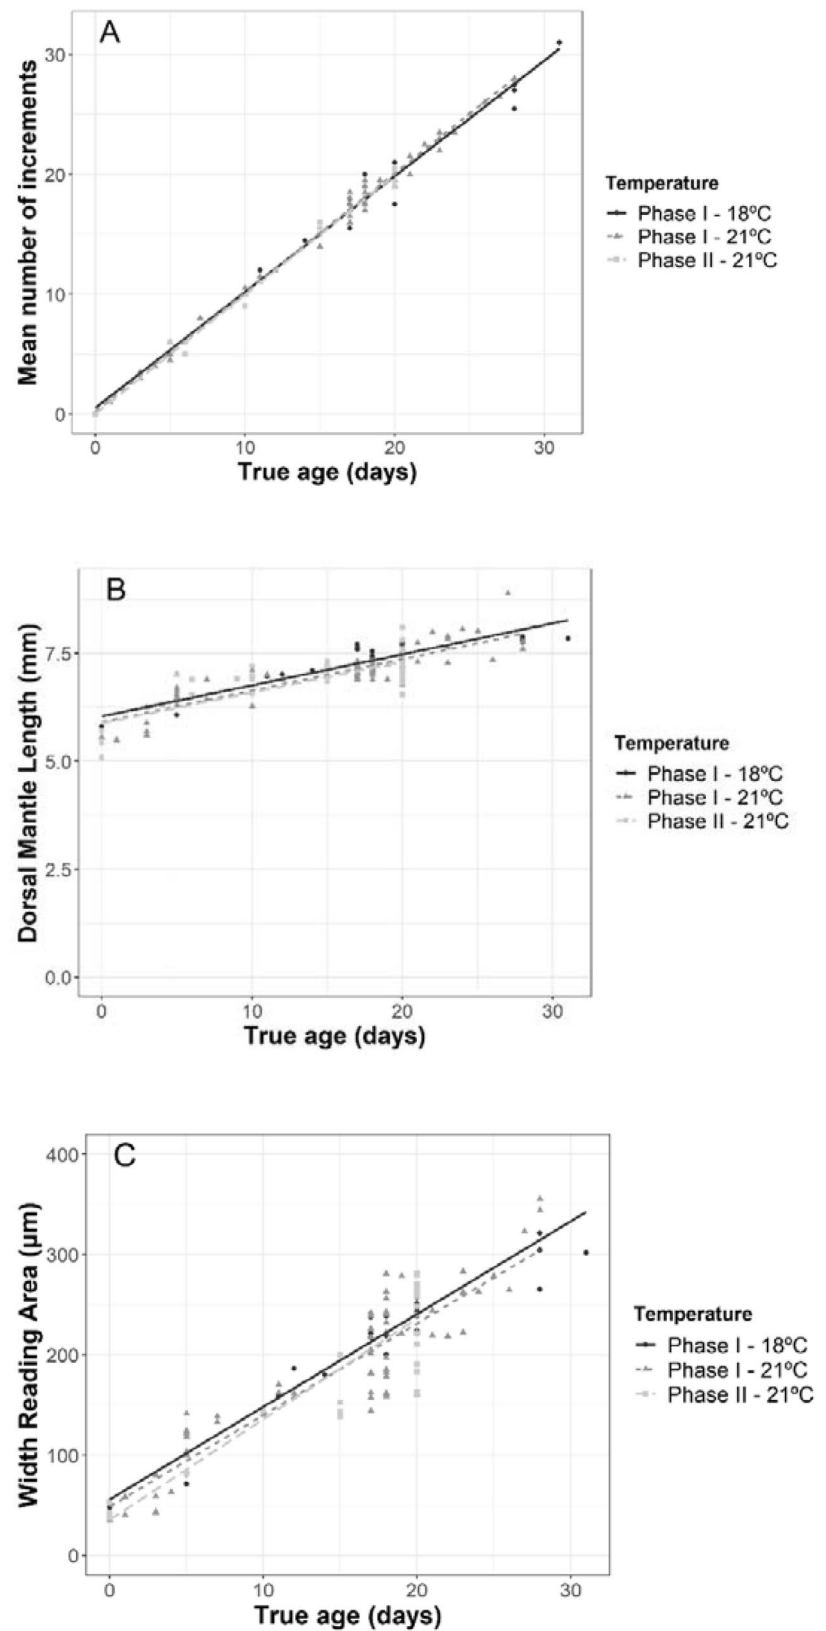 A
30
20
10
0
Mean number of increments
0 10 20 30
True age (days)
Temperature
Phase I - 18ºC
Phase I - 21ºC
Phase II - 21ºC
B
7.5
5.0
2.5
0.0
Dorsal Mantle Length (mm)
0 10 20 30
True age (days)
Temperature
Phase I - 18ºC
Phase I - 21ºC
Phase II - 21ºC
C
400
300
200
100
0
Width Reading Area (µm)
0 10 20 30
True age (days)
Temperature
Phase I - 18ºC
Phase I - 21ºC
Phase II - 21ºC